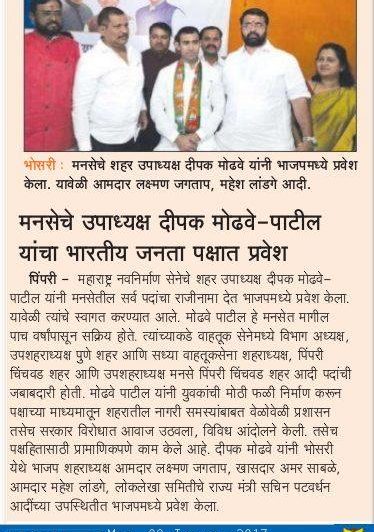 भोसरी : मनसेचे शहर उपाध्यक्ष दीपक मोढवे यांनी भाजपमध्ये प्रवेश
केला. यावेळी आमदार लक्ष्मण जगताप, महेश लांडगे आदी.
मनसेचे उपाध्यक्ष दीपक मोढवे-पाटील
यांचा भारतीय जनता पक्षात प्रवेश
पिंपरी - महाराष्ट्र नवनिर्माण सेनेचे शहर उपाध्यक्ष दीपक मोढवे-
पाटील यांनी मनसेतील सर्व पदांचा राजीनामा देत भाजपमध्ये प्रवेश केला.
यावेळी त्यांचे स्वागत करण्यात आले. मोढवे पाटील हे मनसेत मागील
पाच वर्षांपासून सक्रिय होते. त्यांच्याकडे वाहतूक सेनेमध्ये विभाग अध्यक्ष,
उपशहराध्यक्ष पुणे शहर आणि सध्या वाहतूकसेना शहराध्यक्ष, पिंपरी
चिंचवड शहर आणि उपशहराध्यक्ष मनसे पिंपरी चिंचवड शहर आदी पदांची
जबाबदारी होती. मोढवे पाटील यांनी युवकांची मोठी फळी निर्माण करून
पक्षाच्या माध्यमातून शहरातील नागरी समस्यांबाबत वेळोवेळी प्रशासन
तसेच सरकार विरोधात आवाज उठवला, विविध आंदोलने केली. तसेच
पक्षहितासाठी प्रामाणिकपणे काम केले आहे. दीपक मोढवे यांनी भोसरी
येथे भाजप शहराध्यक्ष आमदार लक्ष्मण जगताप, खासदार अमर साबळे,
आमदार महेश लांडगे, लोकलेखा समितीचे राज्य मंत्री सचिन पटवर्धन
आदींच्या उपस्थितीत भाजपमध्ये प्रवेश केला.